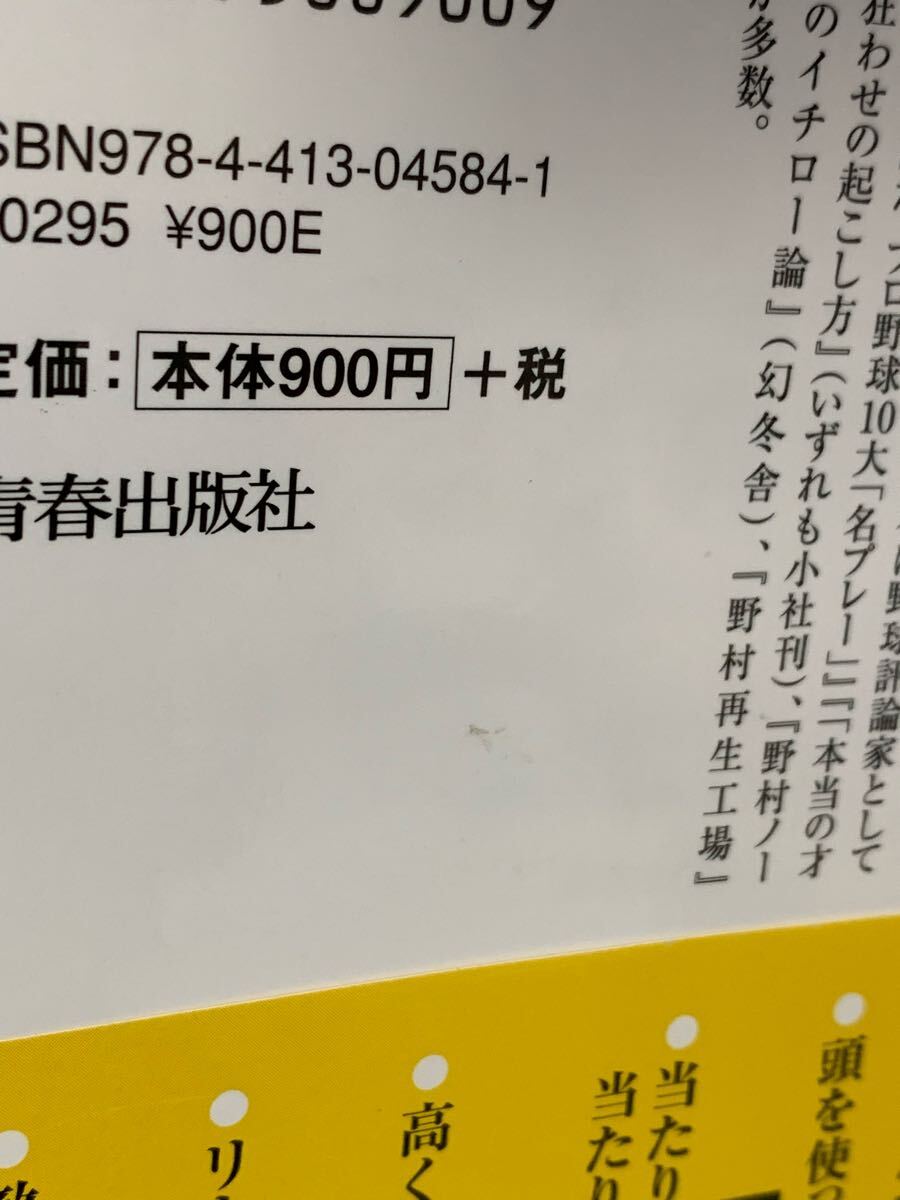 9009
SBN978-4-413-04584-1
0295 ¥900E
定価：本体900円＋税
青春出版社
は野球評論家として
プロ野球10大「名プレー」』『「本当の才
狂わせの起こし方』(いずれも小社刊)、『野村ノー
のイチロー論』(幻冬舎)、『野村再生工場』
多数。
頭を使
当たり
当たり
高く
リ